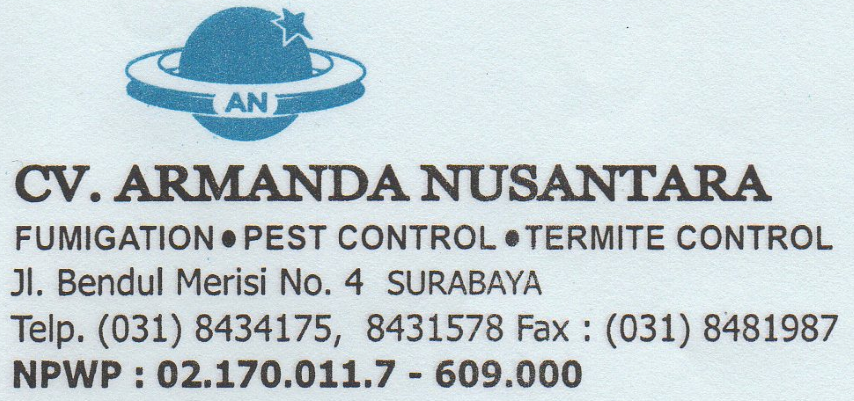 AN
CV. ARMANDA NUSANTARA
FUMIGATION ● PEST CONTROL ● TERMITE CONTROL
Jl. Bendul Merisi No. 4 SURABAYA
Telp. (031) 8434175, 8431578 Fax : (031) 8481987
NPWP : 02.170.011.7 - 609.000